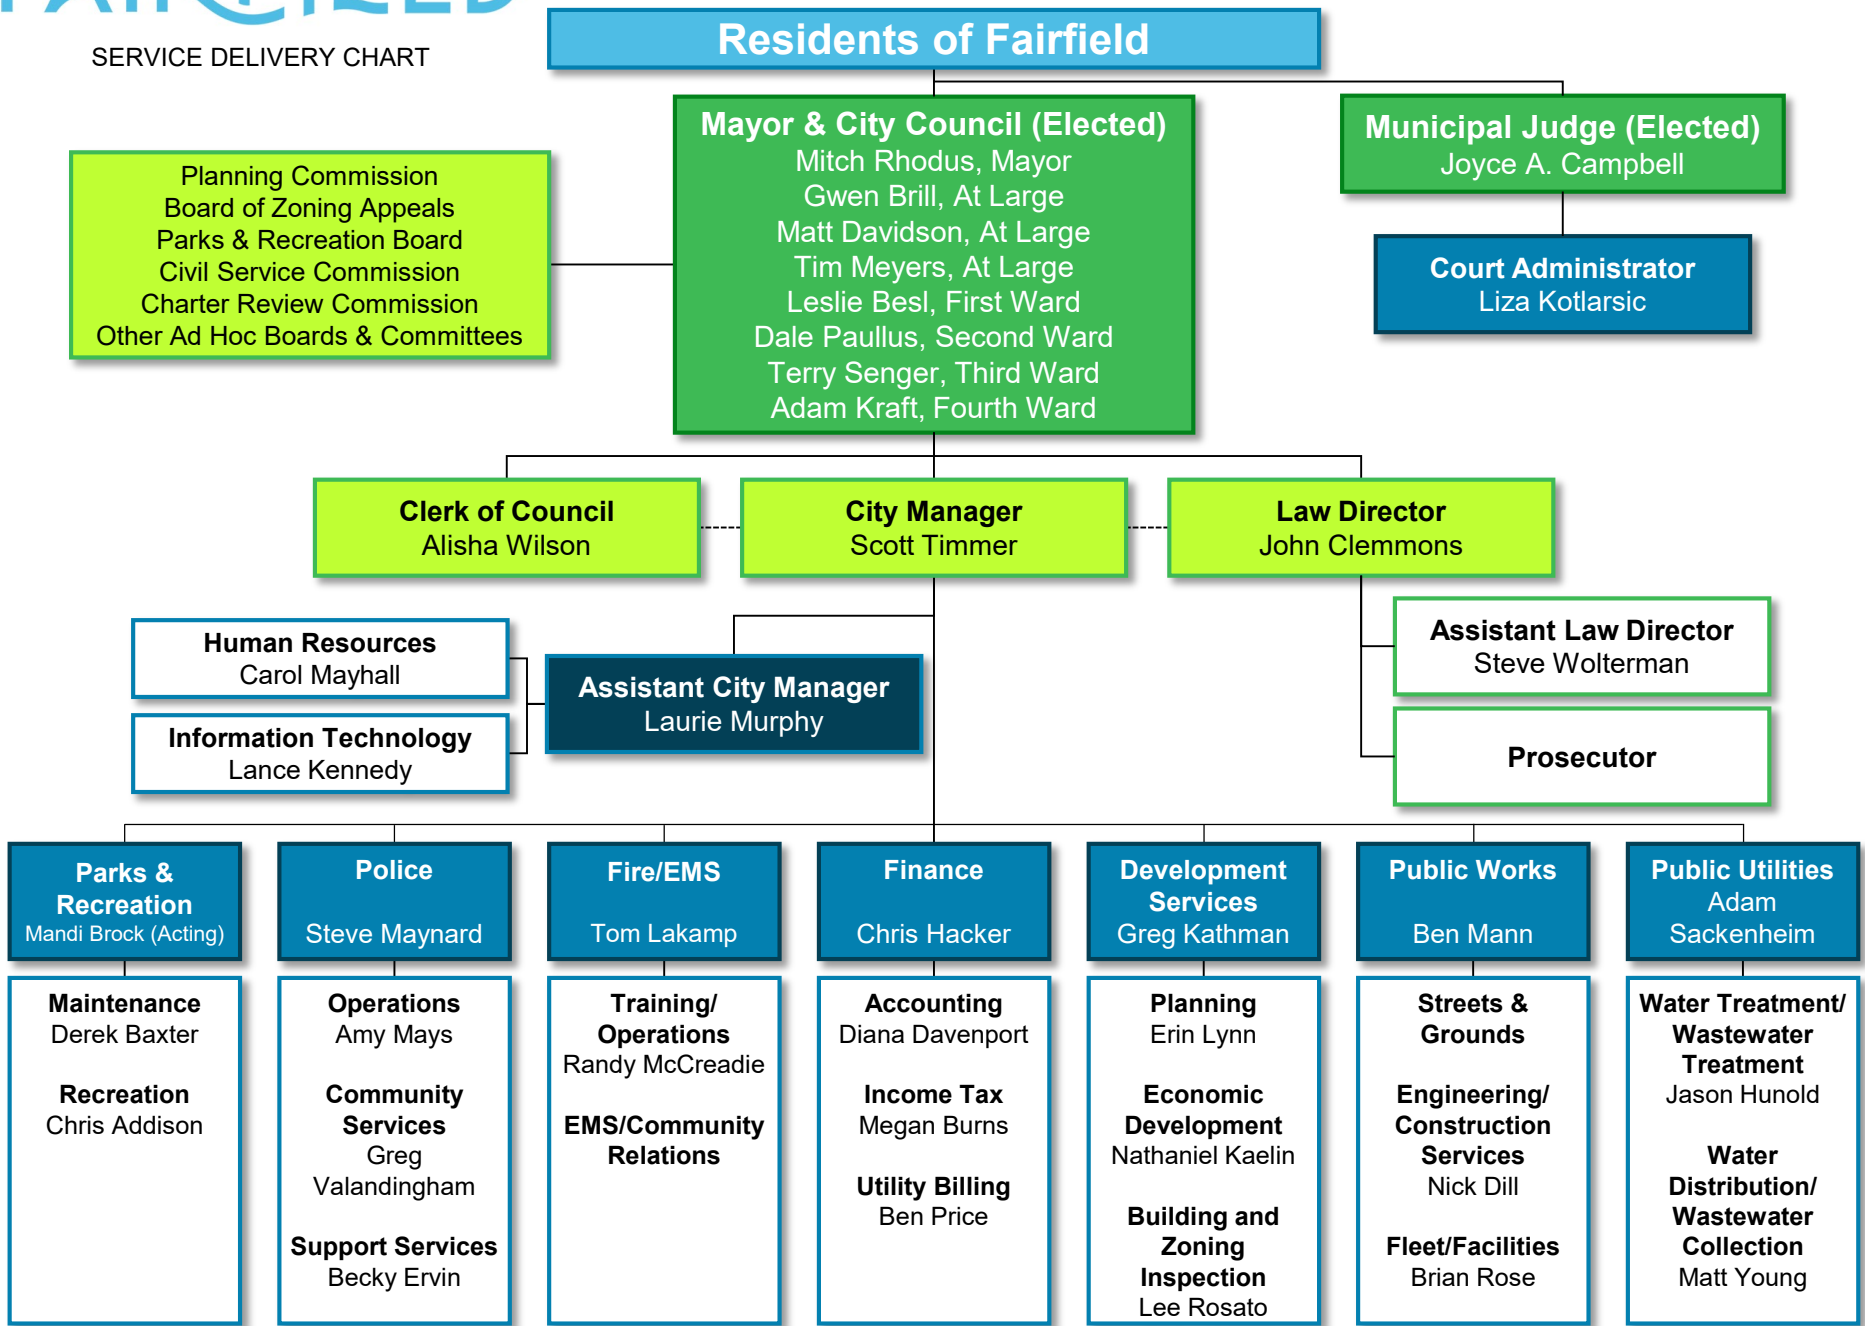 FAIRFIELD
SERVICE DELIVERY CHART
Residents of Fairfield
Mayor & City Council (Elected)
Mitch Rhodus, Mayor
Gwen Brill, At Large
Matt Davidson, At Large
Tim Meyers, At Large
Leslie Besl, First Ward
Dale Paullus, Second Ward
Terry Senger, Third Ward
Adam Kraft, Fourth Ward
Municipal Judge (Elected)
Joyce A. Campbell
Court Administrator
Liza Kotlarsic
Planning Commission
Board of Zoning Appeals
Parks & Recreation Board
Civil Service Commission
Charter Review Commission
Other Ad Hoc Boards & Committees
Clerk of Council
Alisha Wilson
City Manager
Scott Timmer
Law Director
John Clemmons
Human Resources
Carol Mayhall
Information Technology
Lance Kennedy
Assistant City Manager
Laurie Murphy
Assistant Law Director
Steve Wolterman
Prosecutor
Parks &
Recreation
Mandi Brock (Acting)
Maintenance
Derek Baxter
Recreation
Chris Addison
Police
Steve Maynard
Operations
Amy Mays
Community
Services
Greg
Valandingham
Support Services
Becky Ervin
Fire/EMS
Tom Lakamp
Training/
Operations
Randy McCreadie
EMS/Community
Relations
Finance
Chris Hacker
Accounting
Diana Davenport
Income Tax
Megan Burns
Utility Billing
Ben Price
Development
Services
Greg Kathman
Planning
Erin Lynn
Economic
Development
Nathaniel Kaelin
Building and
Zoning
Inspection
Lee Rosato
Public Works
Ben Mann
Streets &
Grounds
Engineering/
Construction
Services
Nick Dill
Fleet/Facilities
Brian Rose
Public Utilities
Adam
Sackenheim
Water Treatment/
Wastewater
Treatment
Jason Hunold
Water
Distribution/
Wastewater
Collection
Matt Young